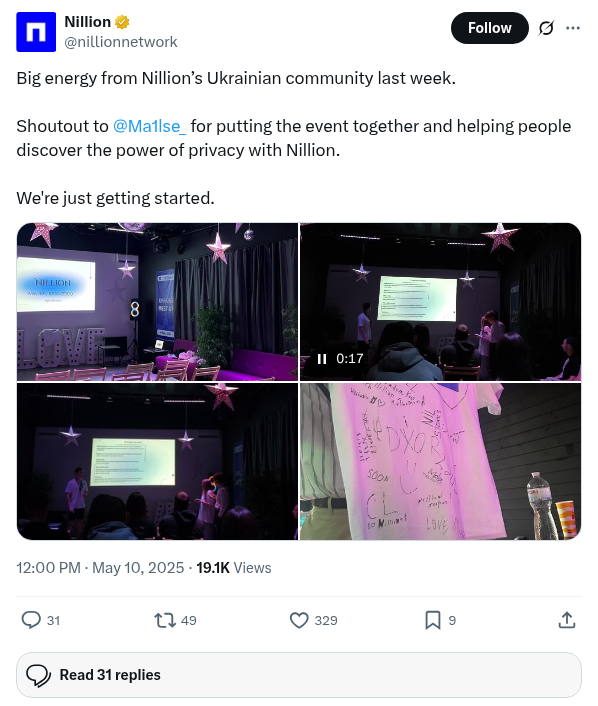 Nillion
@nillionnetwork
Follow
Big energy from Nillion’s Ukrainian community last week.
Shoutout to @Ma1lse_ for putting the event together and helping people
discover the power of privacy with Nillion.
We're just getting started.
NILLION
LOVE
0:17
DYOR
SOON
LOVE
12:00 PM · May 10, 2025 · 19.1K Views
31
49
329
9
Read 31 replies